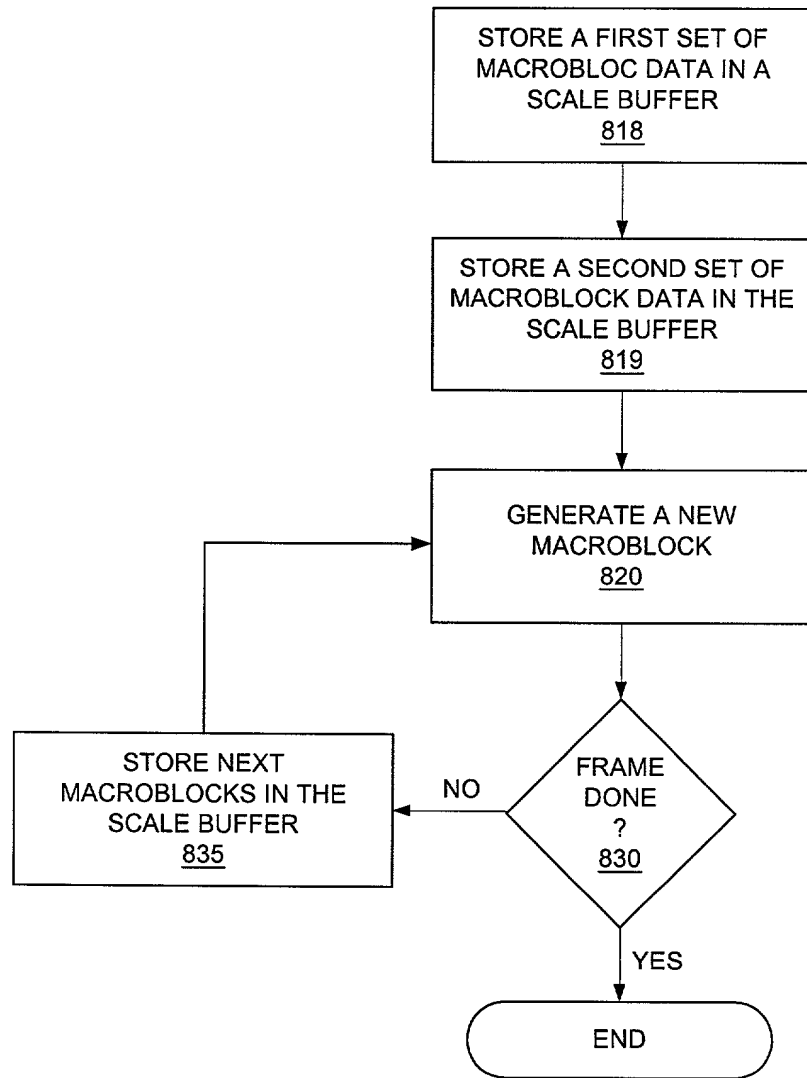 STORE A FIRST SET OF
MACROBLOC DATA IN A
SCALE BUFFER
818
STORE A SECOND SET OF
MACROBLOCK DATA IN THE
SCALE BUFFER
819
GENERATE A NEW
MACROBLOCK
820
FRAME
DONE
?
830
NO
STORE NEXT
MACROBLOCKS IN THE
SCALE BUFFER
835
YES
END